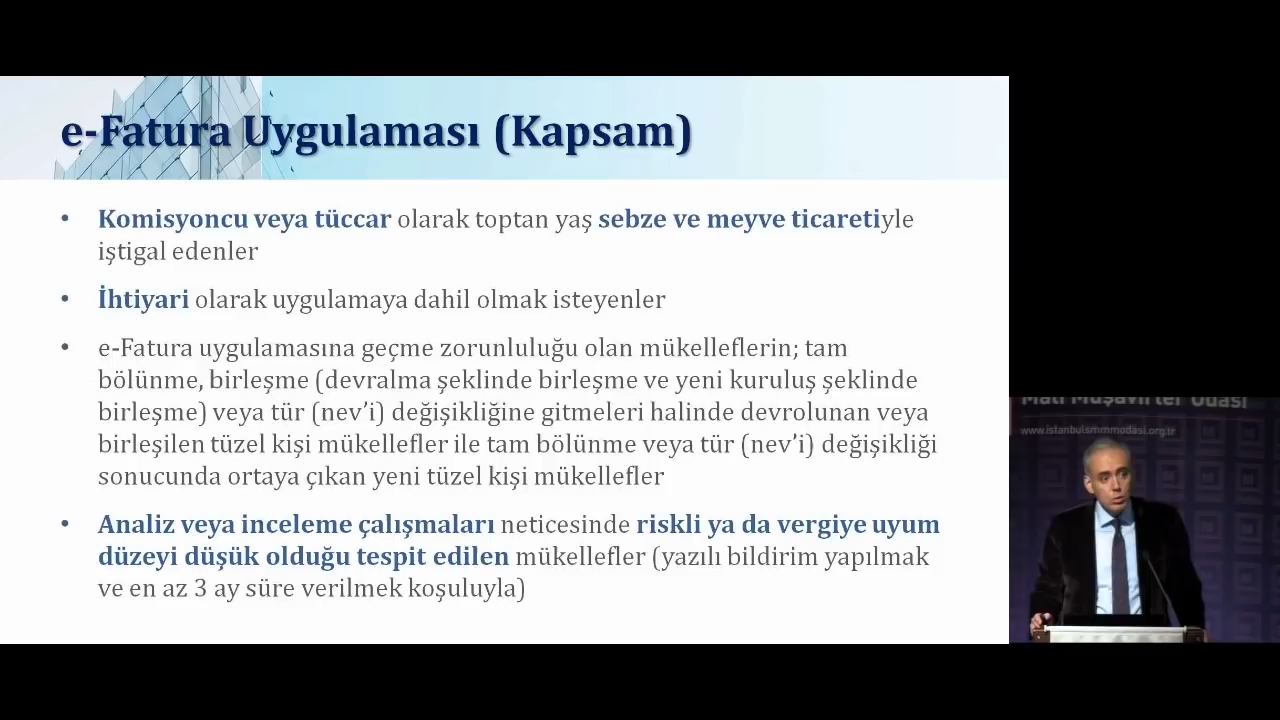 e-Fatura Uygulaması (Kapsam)
• Komisyoncu veya tüccar olarak toptan yaş sebze ve meyve ticaretiyle
iştigal edenler
• İhtiyari olarak uygulamaya dahil olmak isteyenler
• e-Fatura uygulamasına geçme zorunluluğu olan mükelleflerin; tam
bölünme, birleşme (devralma şeklinde birleşme ve yeni kuruluş şeklinde
birleşme) veya tür (nev’i) değişikliğine gitmeleri halinde devrolunan veya
birleşilen tüzel kişi mükellefler ile tam bölünme veya tür (nev’i) değişikliği
sonucunda ortaya çıkan yeni tüzel kişi mükellefler
• Analiz veya inceleme çalışmaları neticesinde riskli ya da vergiye uyum
düzeyi düşük olduğu tespit edilen mükellefler (yazılı bildirim yapılmak
ve en az 3 ay süre verilmek koşuluyla)
Mali Müşavirler Odası
www.istanbulsmmmodasi.org.tr